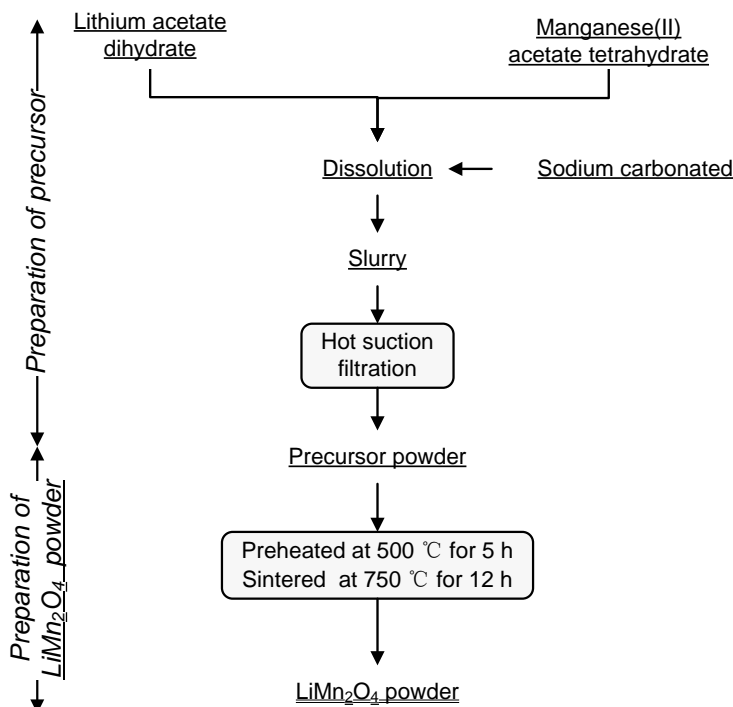 Lithium acetate
dihydrate
Manganese(II)
acetate tetrahydrate
Dissolution
Sodium carbonated
Slurry
Hot suction
filtration
Precursor powder
Preheated at 500 ℃ for 5 h
Sintered at 750 ℃ for 12 h
LiMn₂O₄ powder
Preparation of precursor
Preparation of
LiMn₂O₄ powder